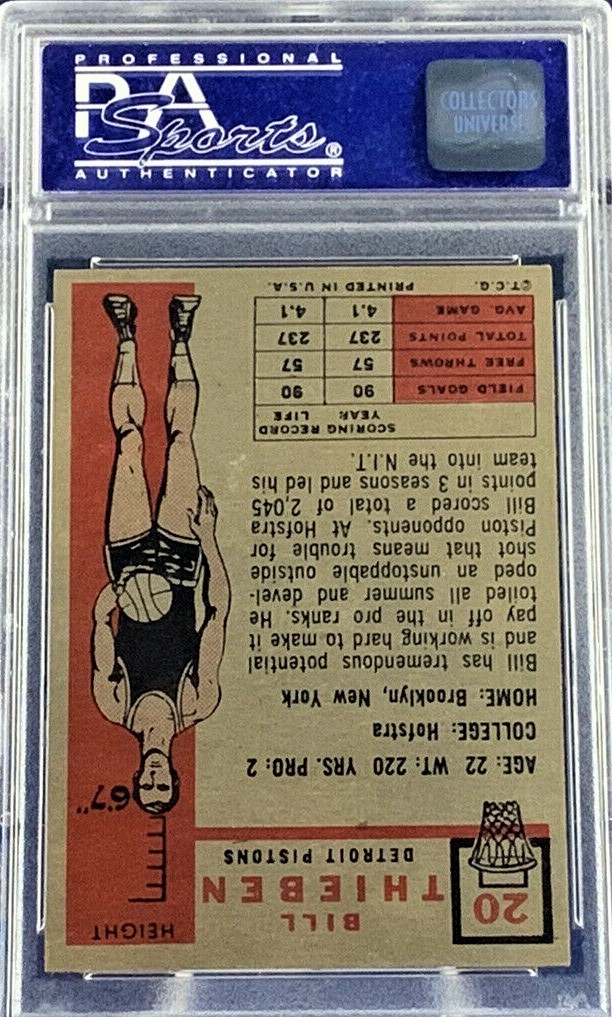 PROFESSIONAL
PSA
Sports®
AUTHENTICATOR
COLLECTORS
UNIVERSE
20
BILL
THIEBEN
DETROIT PISTONS
HEIGHT
6'7"
AGE: 22 WT: 220 YRS. PRO: 2
COLLEGE: Hofstra
HOME: Brooklyn, New York
Bill has tremendous potential
and is working hard to make it
pay off in the pro ranks. He
toiled all summer and devel-
oped an unstoppable outside
shot that means trouble for
Piston opponents. At Hofstra
Bill scored a total of 2,045
points in 3 seasons and led his
team into the N.I.T.
SCORING RECORD
YEAR LIFE
FIELD GOALS 90 90
FREE THROWS 57 57
TOTAL POINTS 237 237
AVG. GAME 4.1 4.1
©T.C.G. PRINTED IN U.S.A.